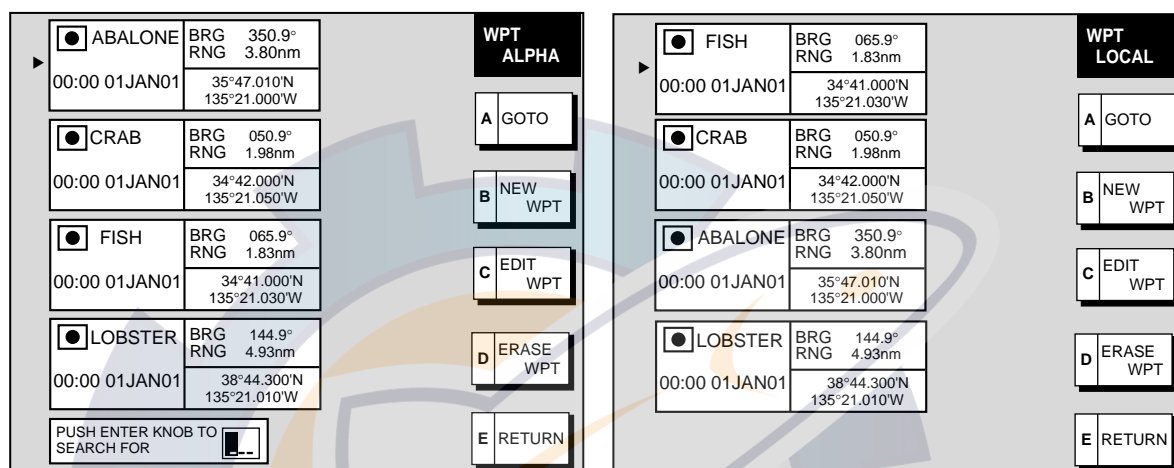 ABALONE
BRG 350.9°
RNG 3.80nm
00:00 01JAN01
35°47.010'N
135°21.000'W
CRAB
BRG 050.9°
RNG 1.98nm
00:00 01JAN01
34°42.000'N
135°21.050'W
FISH
BRG 065.9°
RNG 1.83nm
00:00 01JAN01
34°41.000'N
135°21.030'W
LOBSTER
BRG 144.9°
RNG 4.93nm
00:00 01JAN01
38°44.300'N
135°21.010'W
PUSH ENTER KNOB TO
SEARCH FOR
WPT
ALPHA
A GOTO
B NEW
WPT
C EDIT
WPT
D ERASE
WPT
E RETURN
FISH
BRG 065.9°
RNG 1.83nm
00:00 01JAN01
34°41.000'N
135°21.030'W
CRAB
BRG 050.9°
RNG 1.98nm
00:00 01JAN01
34°42.000'N
135°21.050'W
ABALONE
BRG 350.9°
RNG 3.80nm
00:00 01JAN01
35°47.010'N
135°21.000'W
LOBSTER
BRG 144.9°
RNG 4.93nm
00:00 01JAN01
38°44.300'N
135°21.010'W
WPT
LOCAL
A GOTO
B NEW
WPT
C EDIT
WPT
D ERASE
WPT
E RETURN